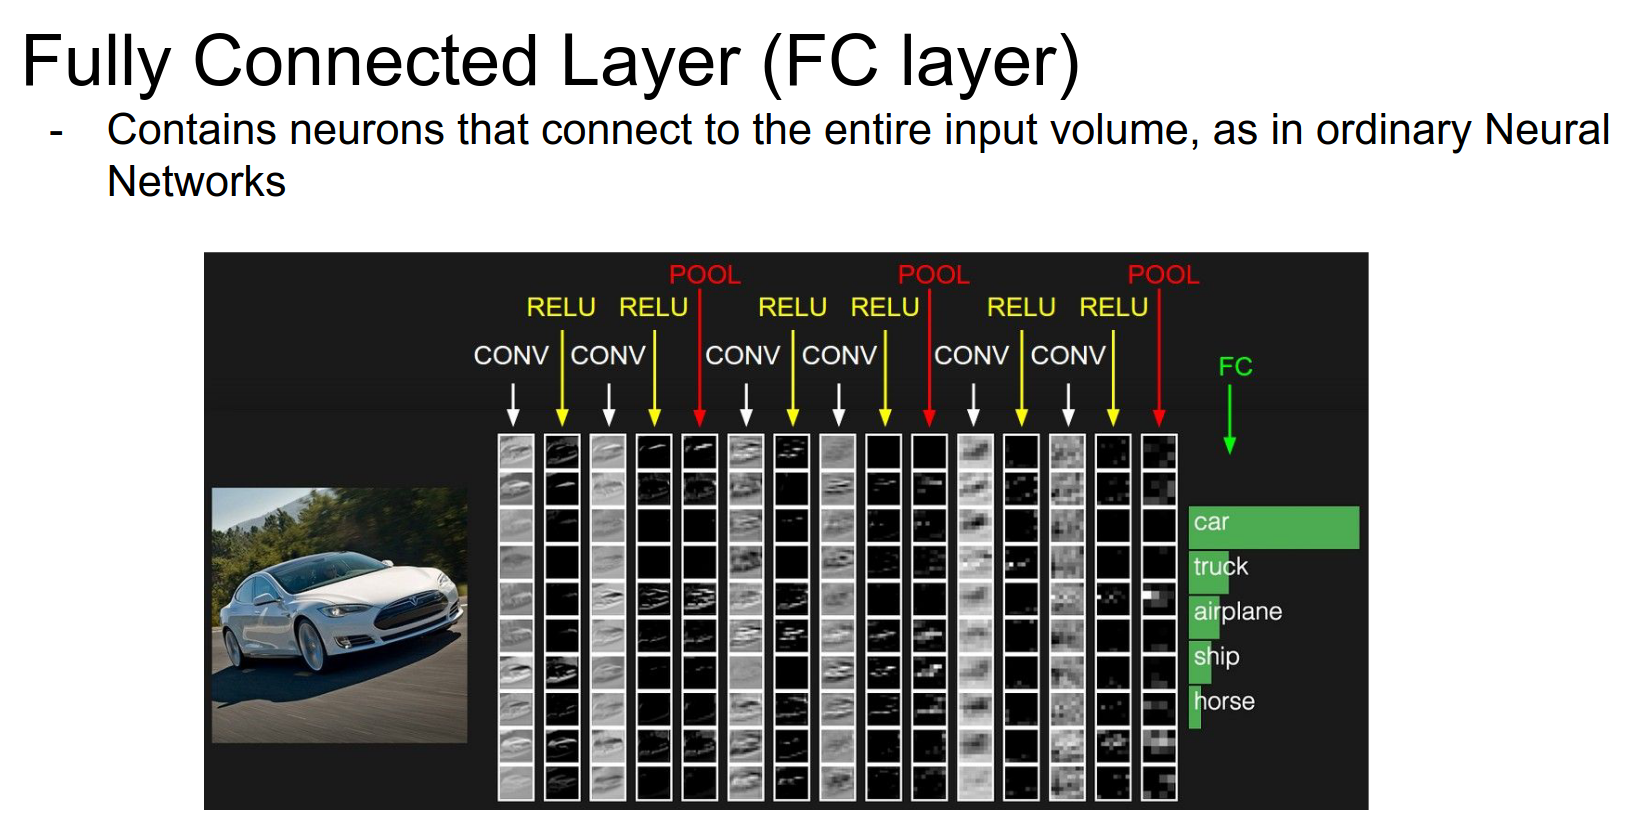 Fully Connected Layer (FC layer)
- Contains neurons that connect to the entire input volume, as in ordinary Neural
Networks
POOL POOL POOL
RELU RELU RELU RELU RELU RELU
CONV CONV CONV CONV CONV CONV
FC
car
truck
airplane
ship
horse